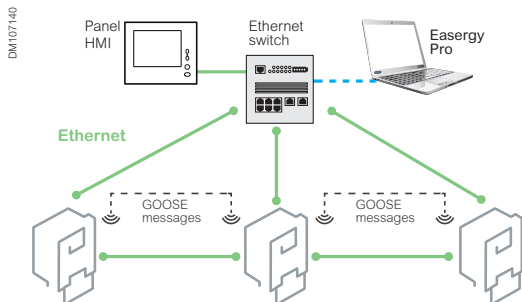 DM107140
Panel
HMI
Ethernet
switch
Easergy
Pro
Ethernet
GOOSE
messages
GOOSE
messages